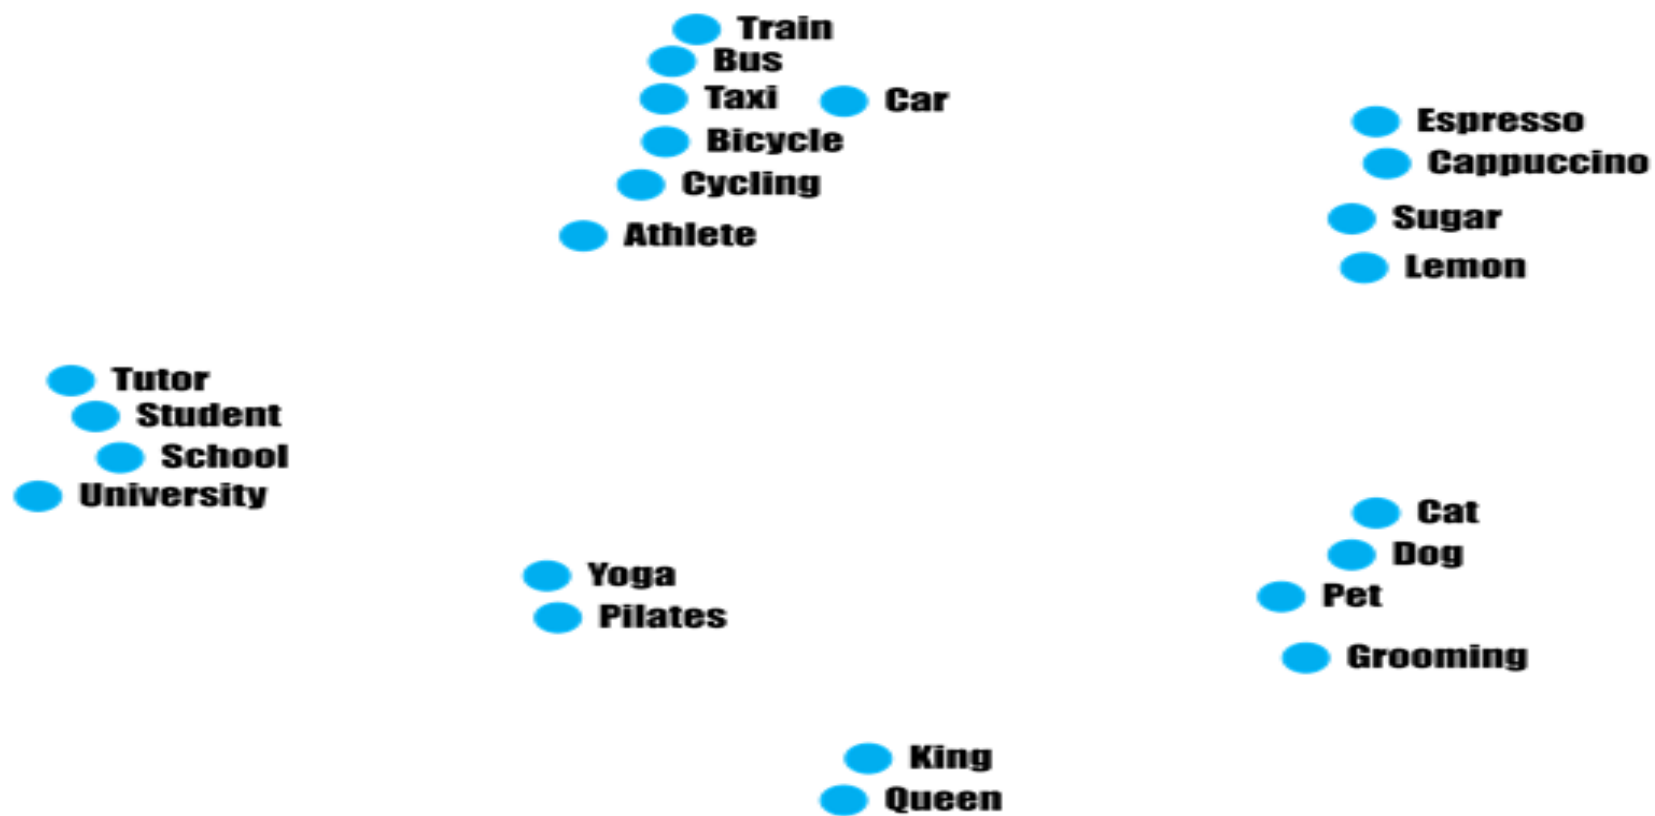 Train
Bus
Taxi
Car
Bicycle
Cycling
Athlete
Espresso
Cappuccino
Sugar
Lemon
Tutor
Student
School
University
Yoga
Pilates
Cat
Dog
Pet
Grooming
King
Queen